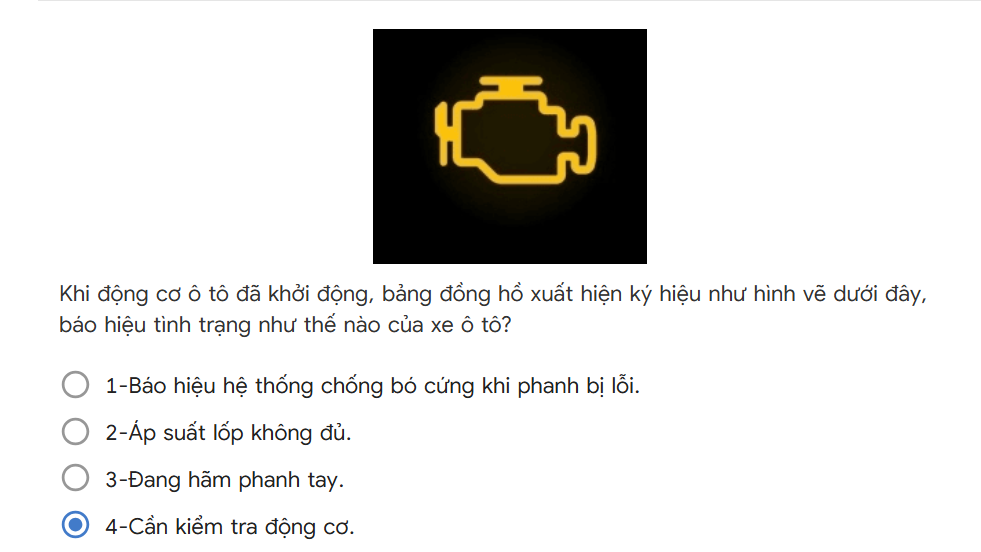 Khi động cơ ô tô đã khởi động, bảng đồng hồ xuất hiện ký hiệu như hình vẽ dưới đây,
báo hiệu tình trạng như thế nào của xe ô tô?
1-Báo hiệu hệ thống chống bó cứng khi phanh bị lỗi.
2-Áp suất lốp không đủ.
3-Đang hãm phanh tay.
4-Cần kiểm tra động cơ.